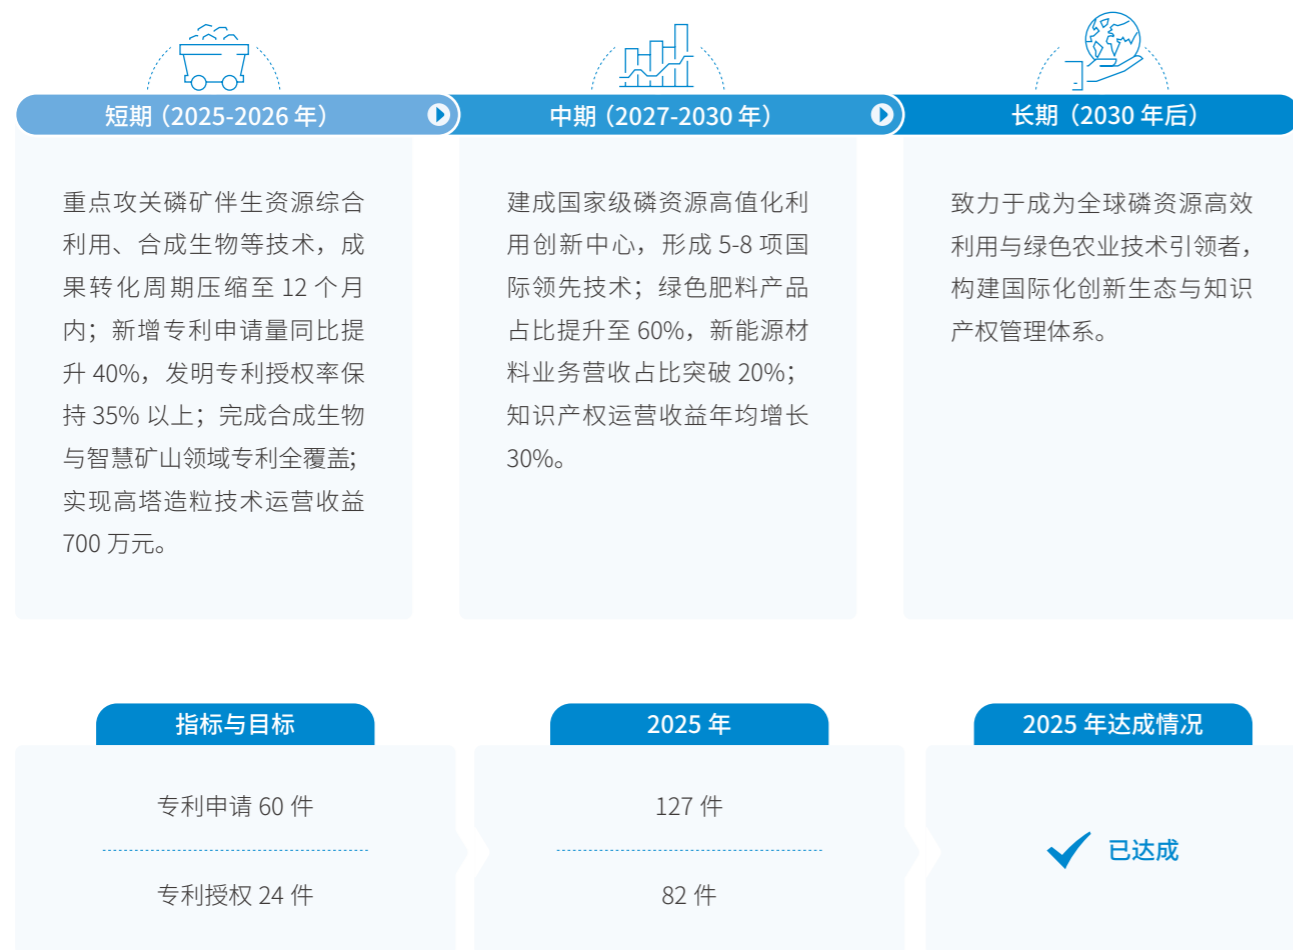 短期（2025-2026 年）
重点攻关磷矿伴生资源综合
利用、合成生物等技术，成
果转化周期压缩至 12 个月
内；新增专利申请量同比提
升 40%，发明专利授权率保
持 35% 以上；完成合成生物
与智慧矿山领域专利全覆盖；
实现高塔造粒技术运营收益
700 万元。
中期（2027-2030 年）
建成国家级磷资源高值化利
用创新中心，形成 5-8 项国
际领先技术；绿色肥料产品
占比提升至 60%，新能源材
料业务营收占比突破 20%；
知识产权运营收益年均增长
30%。
长期（2030 年后）
致力于成为全球磷资源高效
利用与绿色农业技术引领者，
构建国际化创新生态与知识
产权管理体系。
指标与目标
2025 年
2025 年达成情况
专利申请 60 件
127 件
专利授权 24 件
82 件
已达成